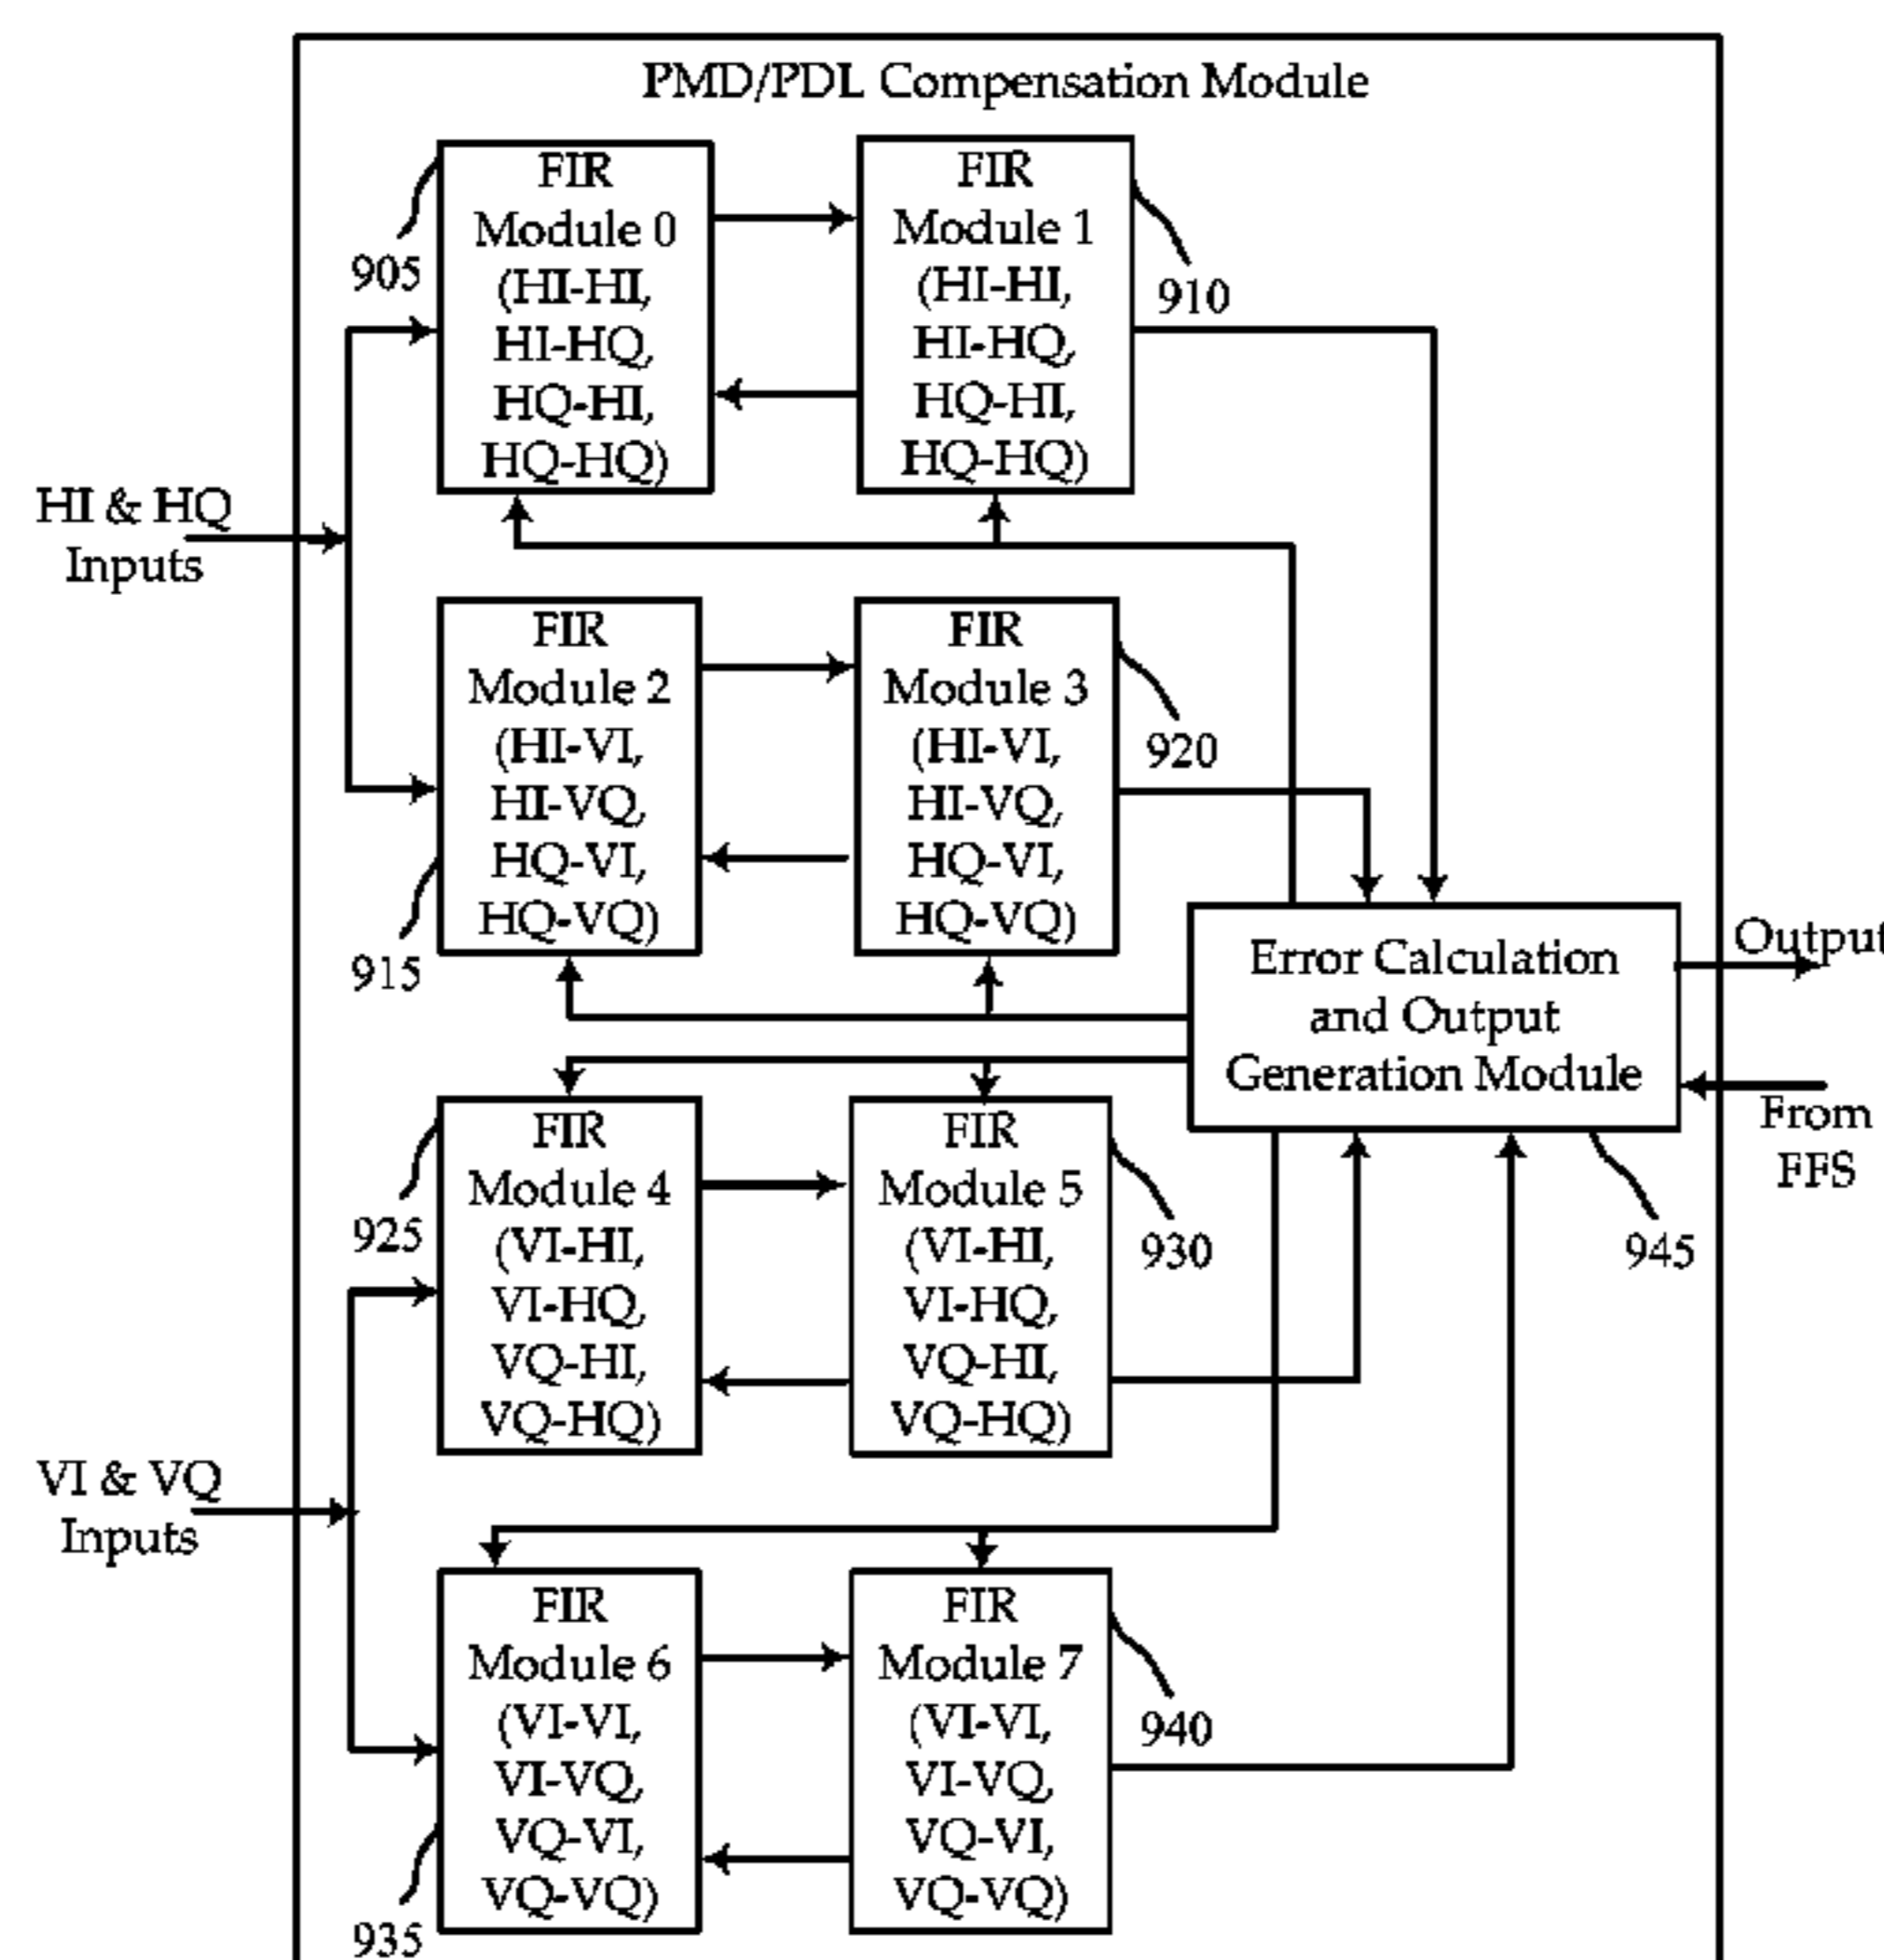 PMD/PDL Compensation Module
FIR
Module 0
(HI-HI,
HI-HQ,
HQ-HI,
HQ-HQ)
905
FIR
Module 1
(HI-HI,
HI-HQ,
HQ-HI,
HQ-HQ)
910
HI & HQ
Inputs
FIR
Module 2
(HI-VI,
HI-VQ,
HQ-VI,
HQ-VQ)
915
FIR
Module 3
(HI-VI,
HI-VQ,
HQ-VI,
HQ-VQ)
920
Error Calculation
and Output
Generation Module
945
Output
From
FFS
FIR
Module 4
(VI-HI,
VI-HQ,
VQ-HI,
VQ-HQ)
925
FIR
Module 5
(VI-HI,
VI-HQ,
VQ-HI,
VQ-HQ)
930
VI & VQ
Inputs
FIR
Module 6
(VI-VI,
VI-VQ,
VQ-VI,
VQ-VQ)
935
FIR
Module 7
(VI-VI,
VI-VQ,
VQ-VI,
VQ-VQ)
940